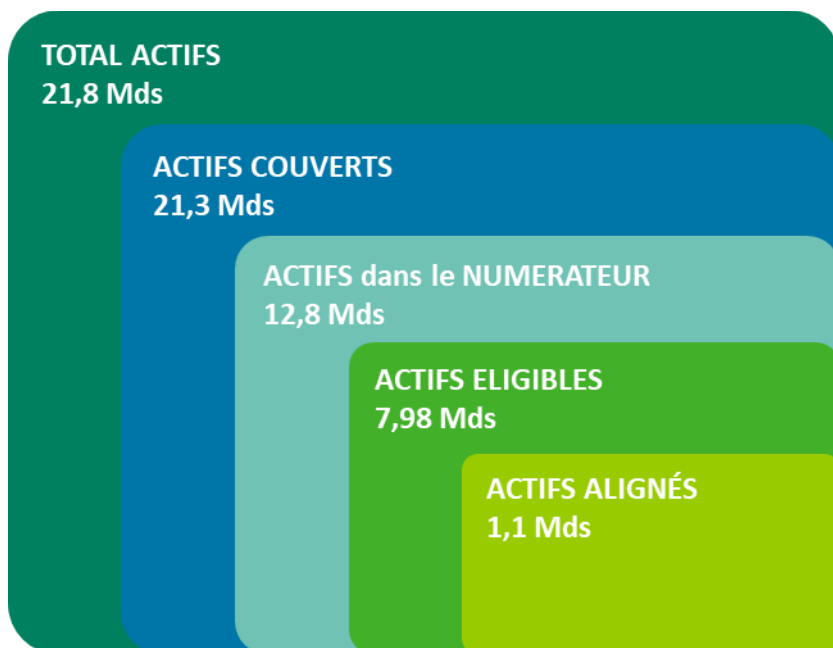 TOTAL ACTIFS
21,8 Mds
ACTIFS COUVERTS
21,3 Mds
ACTIFS dans le NUMERATEUR
12,8 Mds
ACTIFS ELIGIBLES
7,98 Mds
ACTIFS ALIGNÉS
1,1 Mds